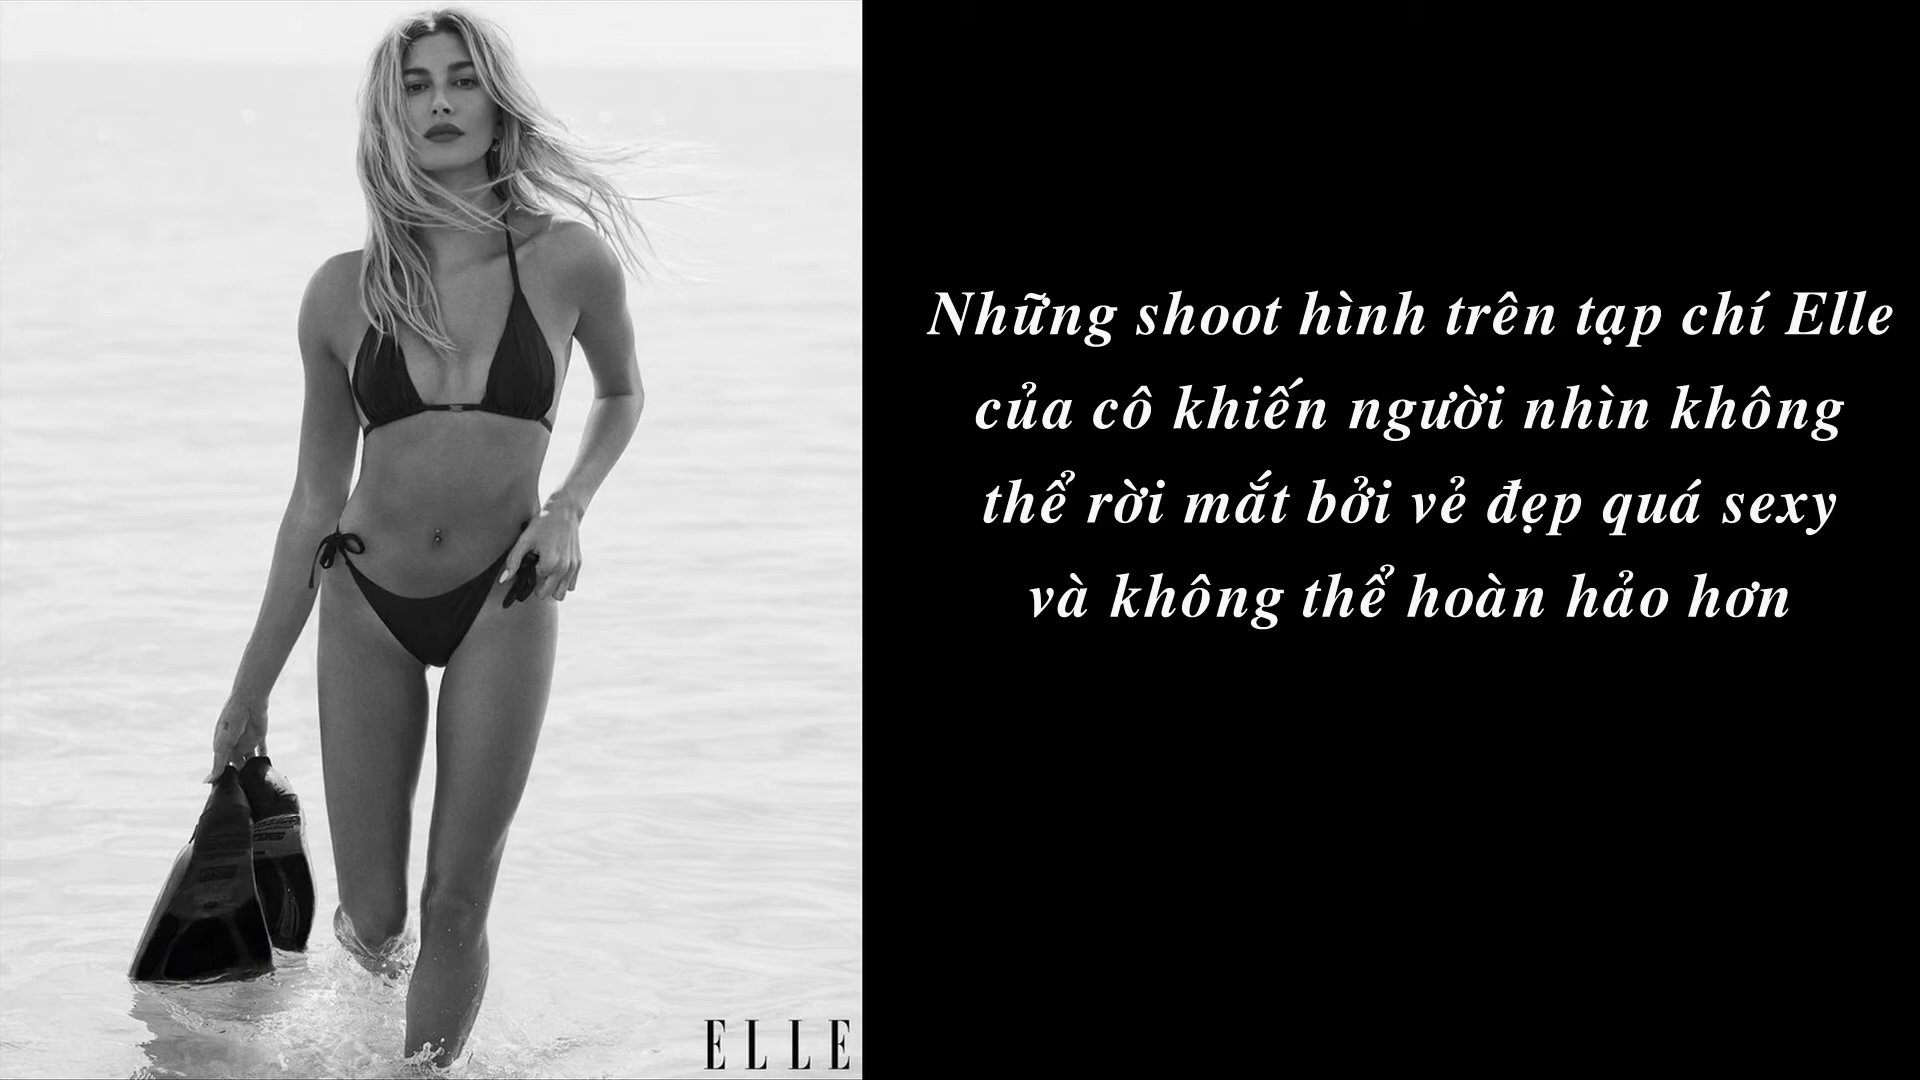 Những shoot hình trên tạp chí Elle
của cô khiến người nhìn không
thể rời mắt bởi vẻ đẹp quá sexy
và không thể hoàn hảo hơn
ELLE